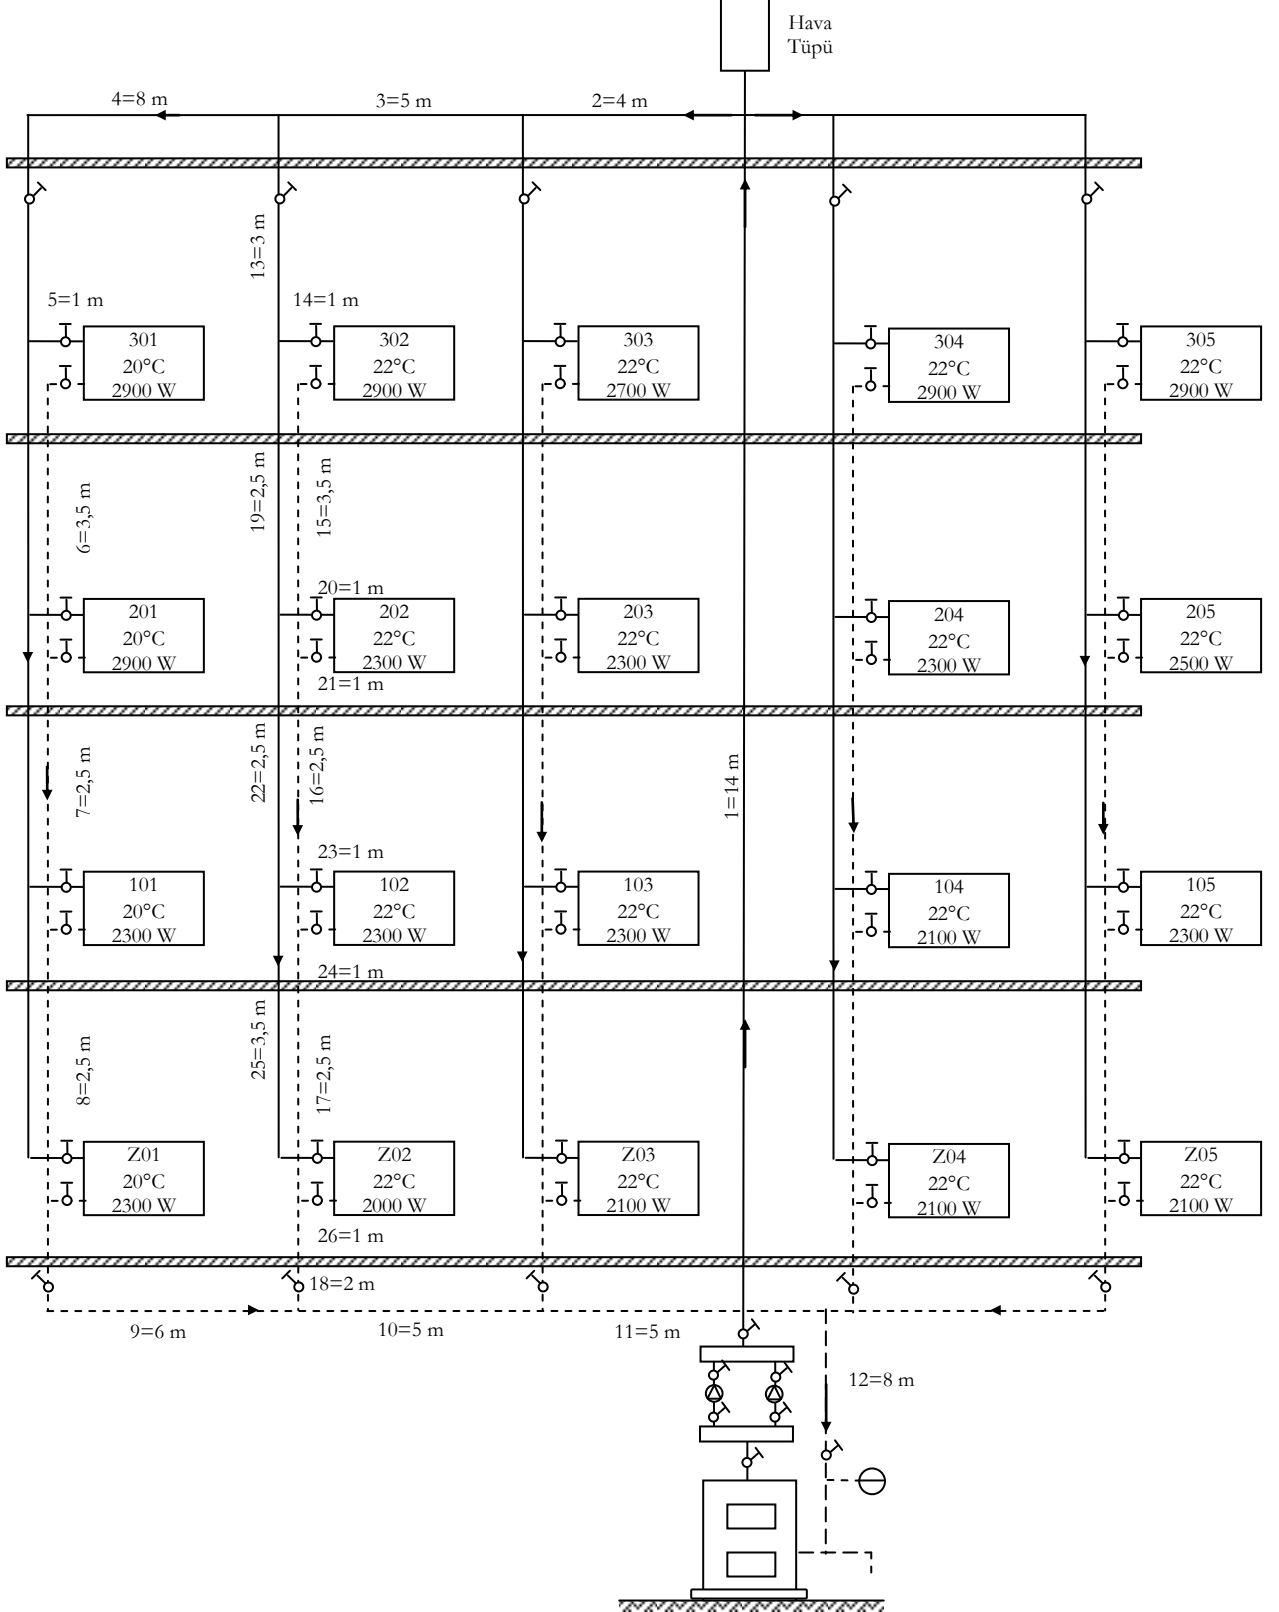 Hava
Tüpü
4=8 m
3=5 m
2=4 m
13=3 m
5=1 m
14=1 m
301
20°C
2900 W
302
22°C
2900 W
303
22°C
2700 W
304
22°C
2900 W
305
22°C
2900 W
6=3,5 m
19=2,5 m
15=3,5 m
20=1 m
201
20°C
2900 W
202
22°C
2300 W
203
22°C
2300 W
204
22°C
2300 W
205
22°C
2500 W
21=1 m
7=2,5 m
22=2,5 m
16=2,5 m
1=14 m
23=1 m
101
20°C
2300 W
102
22°C
2300 W
103
22°C
2300 W
104
22°C
2100 W
105
22°C
2300 W
24=1 m
8=2,5 m
25=3,5 m
17=2,5 m
Z01
20°C
2300 W
Z02
22°C
2000 W
Z03
22°C
2100 W
Z04
22°C
2100 W
Z05
22°C
2100 W
26=1 m
18=2 m
9=6 m
10=5 m
11=5 m
12=8 m